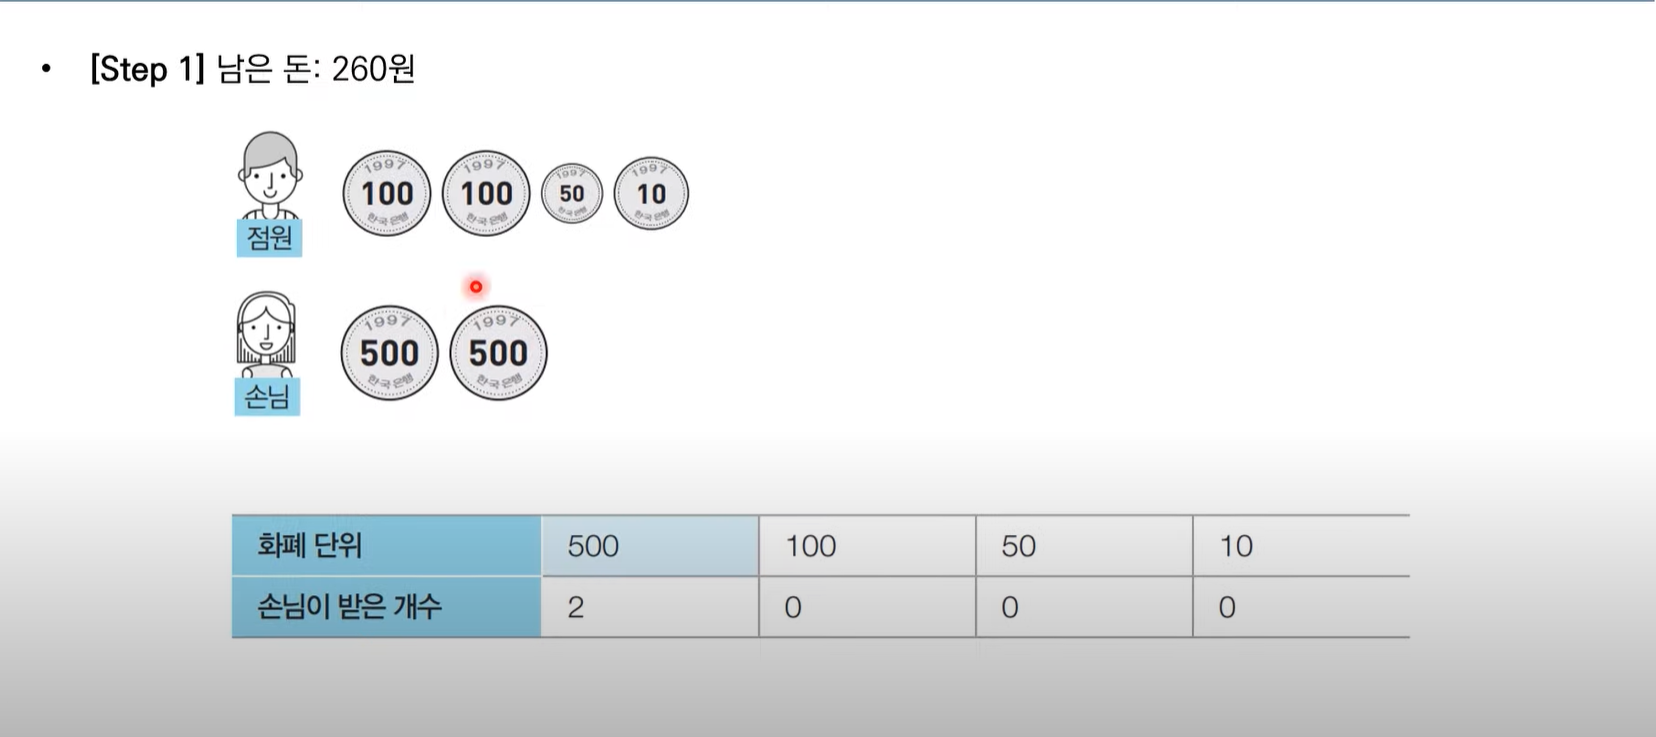 • [Step 1] 남은 돈: 260원
1997 1997 1997 1997
100 100 50 10
한국은행 한국은행 한국은행 한국은행
점원
1997 1997
500 500
한국은행 한국은행
손님
화폐 단위 500 100 50 10
손님이 받은 개수 2 0 0 0